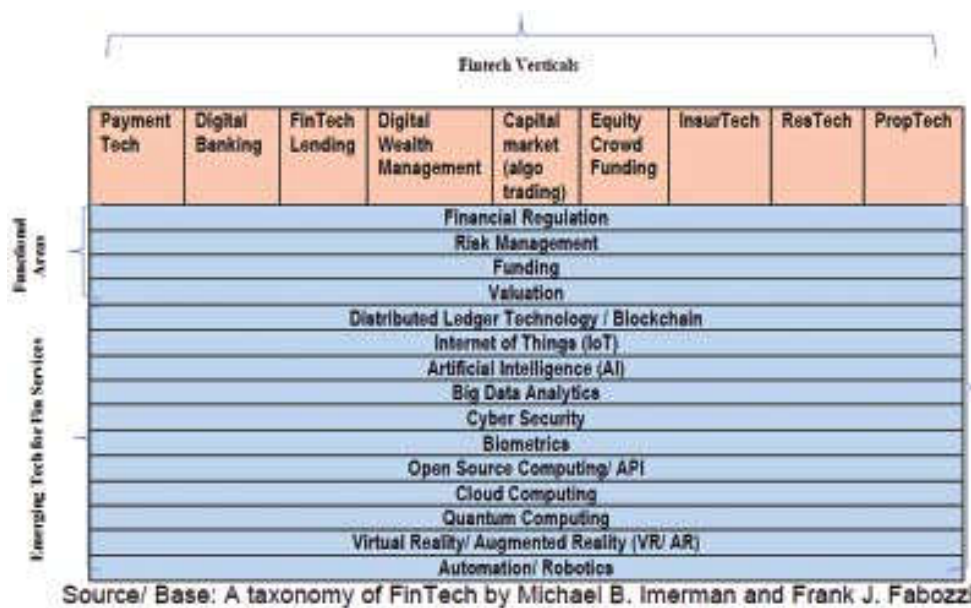 Fintech Verticals
Payment Tech
Digital Banking
FinTech Lending
Digital Wealth Management
Capital market (algo trading)
Equity Crowd Funding
InsurTech
ResTech
PropTech
Functional Areas
Financial Regulation
Risk Management
Funding
Valuation
Emerging Tech for Fin Services
Distributed Ledger Technology / Blockchain
Internet of Things (IoT)
Artificial Intelligence (AI)
Big Data Analytics
Cyber Security
Biometrics
Open Source Computing/ API
Cloud Computing
Quantum Computing
Virtual Reality/ Augmented Reality (VR/ AR)
Automation/ Robotics
Source/ Base: A taxonomy of FinTech by Michael B. Imerman and Frank J. Fabozz